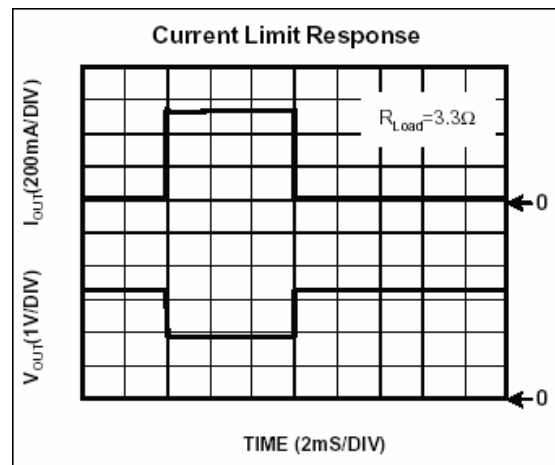 Current Limit Response
I_OUT(200mA/DIV)
R_Load=3.3Ω
0
V_OUT(1V/DIV)
0
TIME (2mS/DIV)